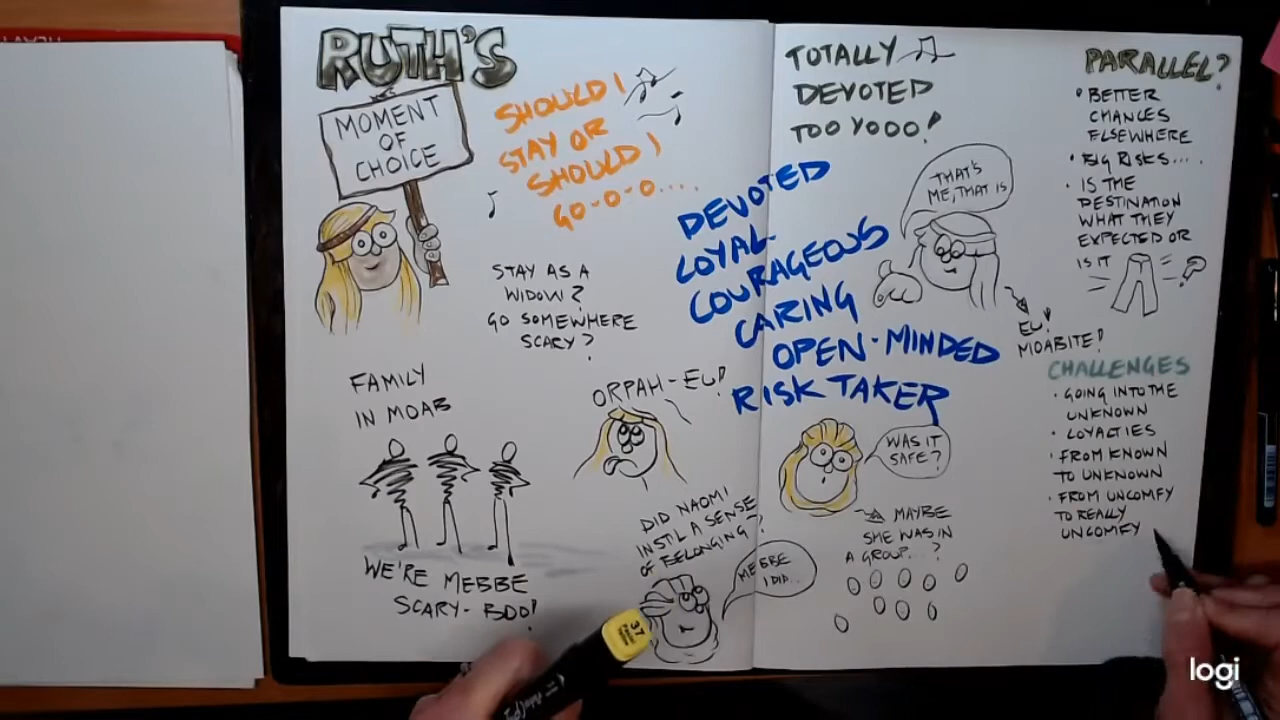 RUTH'S
MOMENT
OF
CHOICE
SHOULD I
STAY OR
SHOULD I
GO-O-O....
STAY AS A
WIDOW?
GO SOMEWHERE
SCARY?
FAMILY
IN MOAB
WE'RE MEBBE
SCARY - BOO!
ORPAH - EU!
DID NAOMI
INSTIL A SENSE
OF BELONGING?
MEBBE
I DID...
DEVOTED
LOYAL
COURAGEOUS
CARING
OPEN-MINDED
RISK TAKER
TOTALLY
DEVOTED
TOO YOOO!
THAT'S
ME, THAT IS
EU!
MOABITE!
WAS IT
SAFE?
MAYBE
SHE WAS IN
A GROUP...?
PARALLEL?
• BETTER
CHANCES
ELSEWHERE
• BIG RISKS....
• IS THE
DESTINATION
WHAT THEY
EXPECTED OR
IS IT
?
CHALLENGES
• GOING INTO THE
UNKNOWN
• LOYALTIES
• FROM KNOWN
TO UNKNOWN
• FROM UNCOMFY
TO REALLY
UNCOMFY
37
logi